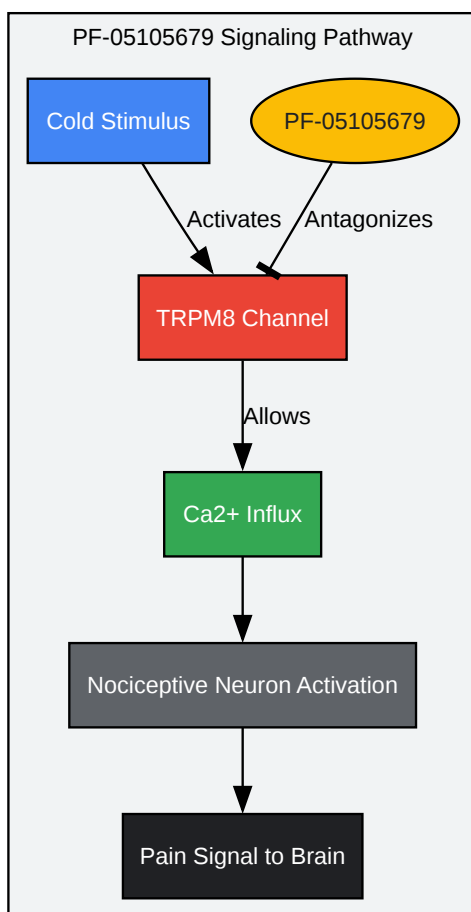 PF-05105679 Signaling Pathway
Cold Stimulus
PF-05105679
Activates
Antagonizes
TRPM8 Channel
Allows
Ca2+ Influx
Nociceptive Neuron Activation
Pain Signal to Brain